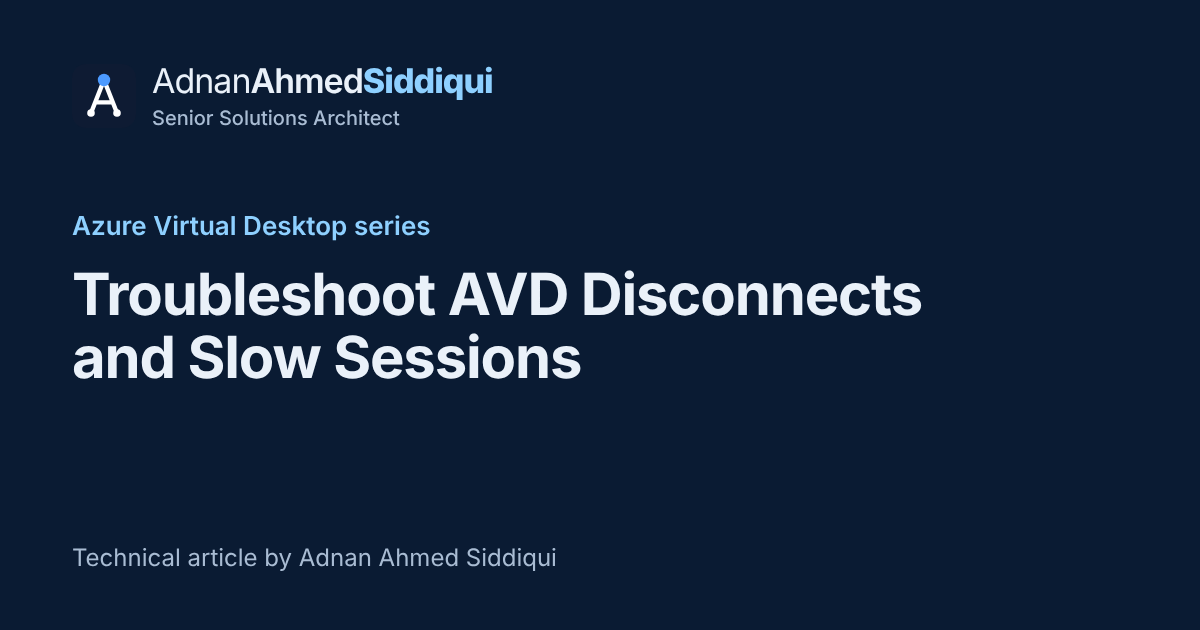 AdnanAhmedSiddiqui
Senior Solutions Architect
Azure Virtual Desktop series
Troubleshoot AVD Disconnects
and Slow Sessions
Technical article by Adnan Ahmed Siddiqui